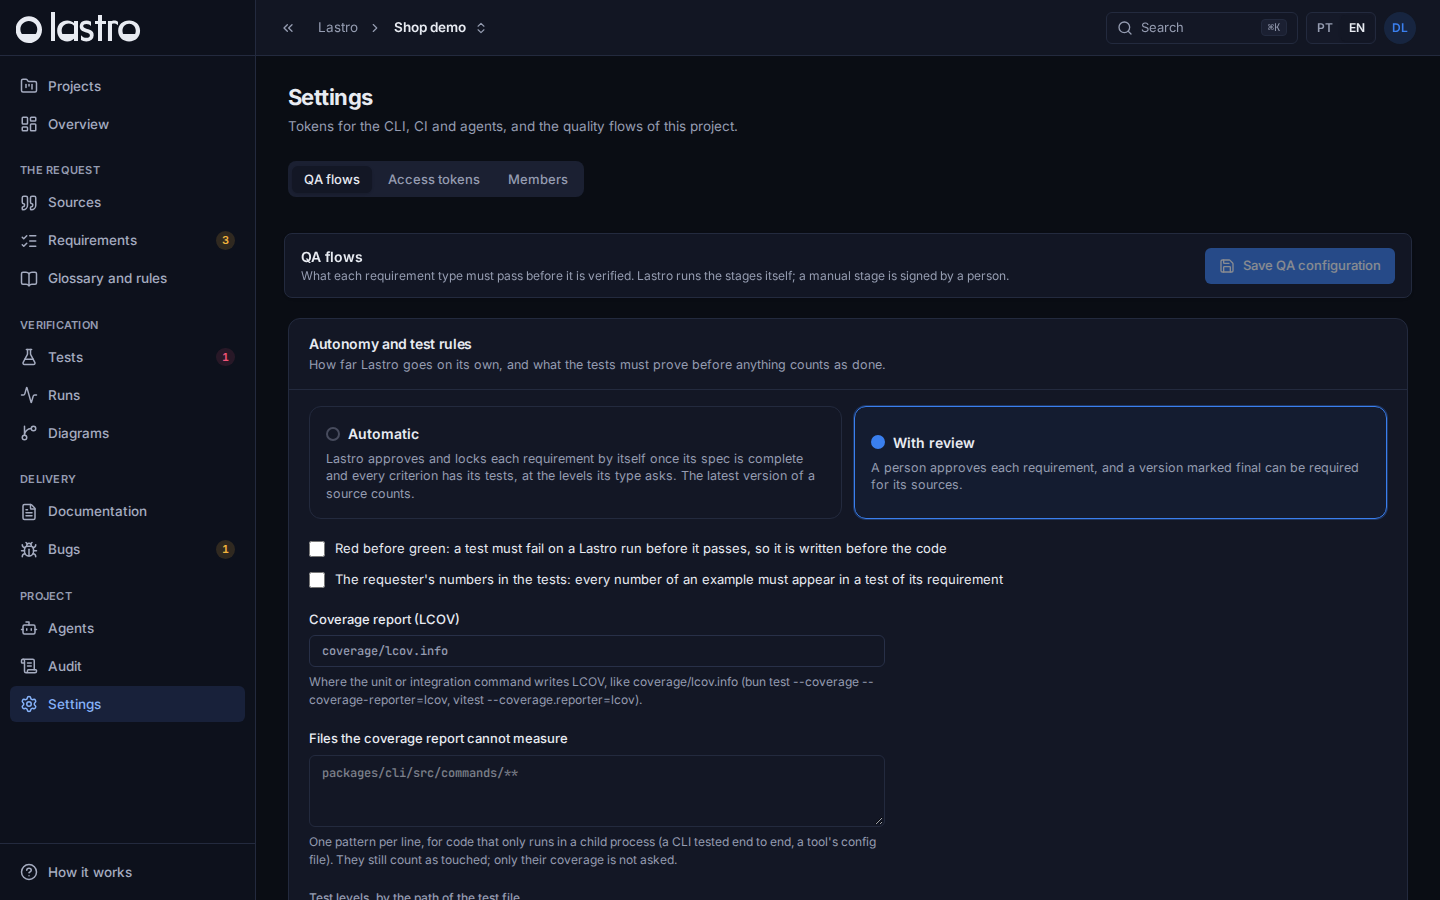 lastro
Lastro
Shop demo
Search
⌘K
PT
EN
DL
Projects
Overview
THE REQUEST
Sources
Requirements
3
Glossary and rules
VERIFICATION
Tests
1
Runs
Diagrams
DELIVERY
Documentation
Bugs
1
PROJECT
Agents
Audit
Settings
How it works
Settings
Tokens for the CLI, CI and agents, and the quality flows of this project.
QA flows
Access tokens
Members
QA flows
What each requirement type must pass before it is verified. Lastro runs the stages itself; a manual stage is signed by a person.
Save QA configuration
Autonomy and test rules
How far Lastro goes on its own, and what the tests must prove before anything counts as done.
Automatic
Lastro approves and locks each requirement by itself once its spec is complete
and every criterion has its tests, at the levels its type asks. The latest version of a
source counts.
With review
A person approves each requirement, and a version marked final can be required
for its sources.
Red before green: a test must fail on a Lastro run before it passes, so it is written before the code
The requester's numbers in the tests: every number of an example must appear in a test of its requirement
Coverage report (LCOV)
coverage/lcov.info
Where the unit or integration command writes LCOV, like coverage/lcov.info (bun test --coverage --
coverage-reporter=lcov, vitest --coverage.reporter=lcov).
Files the coverage report cannot measure
packages/cli/src/commands/**
One pattern per line, for code that only runs in a child process (a CLI tested end to end, a tool's config
file). They still count as touched; only their coverage is not asked.
Test levels, by the path of the test file